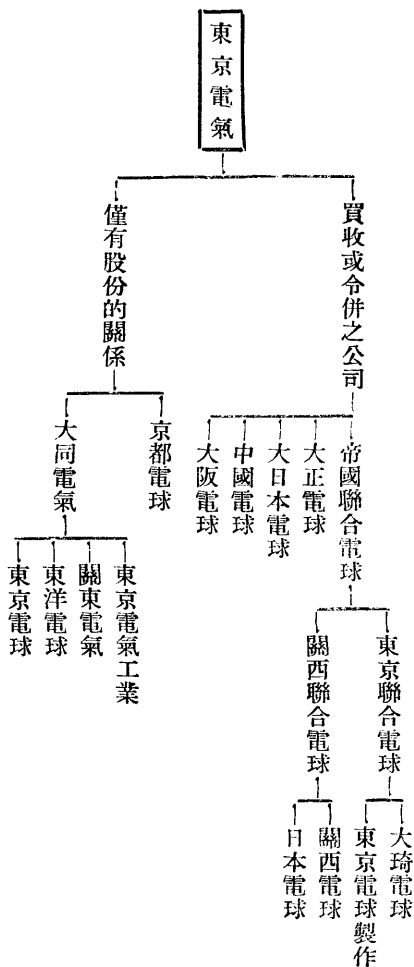 東京電氣
買收或令併之公司
帝國聯合電球
東京聯合電球
大琦電球
東京電球製作
關西聯合電球
關西電球
日本電球
大正電球
大日本電球
中國電球
大阪電球
僅有股份的關係
京都電球
大同電氣
東京電氣工業
關東電氣
東洋電球
東京電球